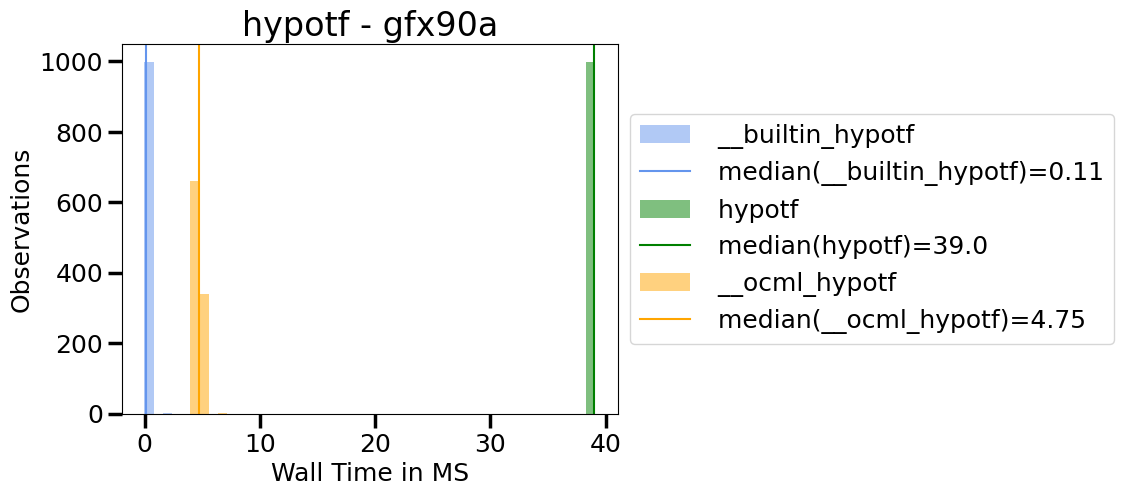 hypotf - gfx90a
1000
800
600
400
200
0
Observations
0 10 20 30 40
Wall Time in MS
__builtin_hypotf
median(__builtin_hypotf)=0.11
hypotf
median(hypotf)=39.0
__ocml_hypotf
median(__ocml_hypotf)=4.75